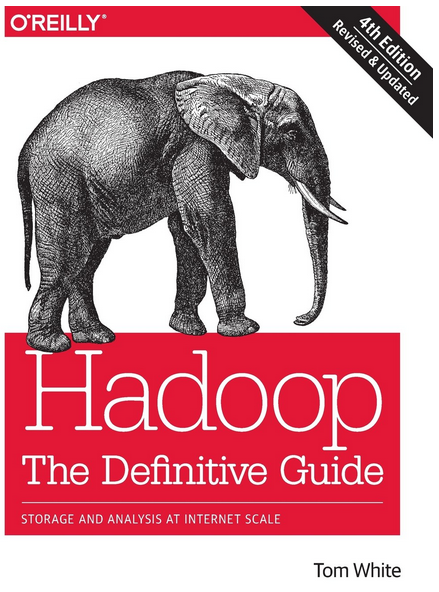 O'REILLY®
4th Edition
Revised & Updated
Hadoop
The Definitive Guide
STORAGE AND ANALYSIS AT INTERNET SCALE
Tom White